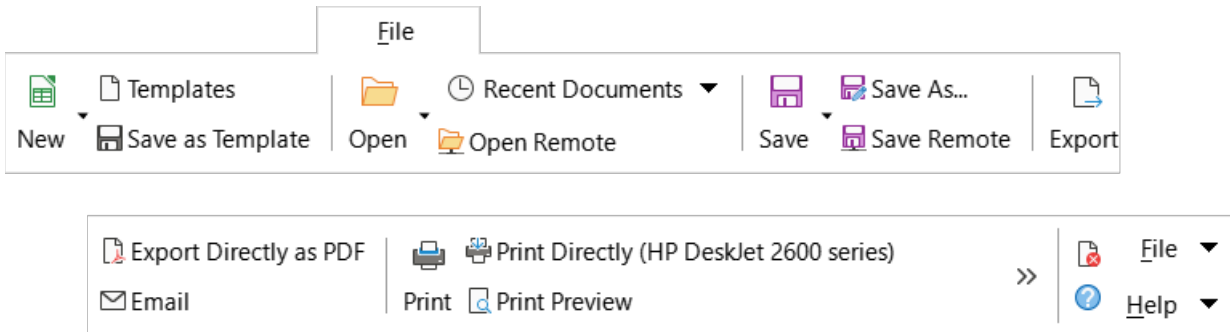 File
Templates Recent Documents Save As...
New Save as Template Open Open Remote Save Save Remote Export
Export Directly as PDF Print Directly (HP DeskJet 2600 series) File
Email Print Print Preview Help